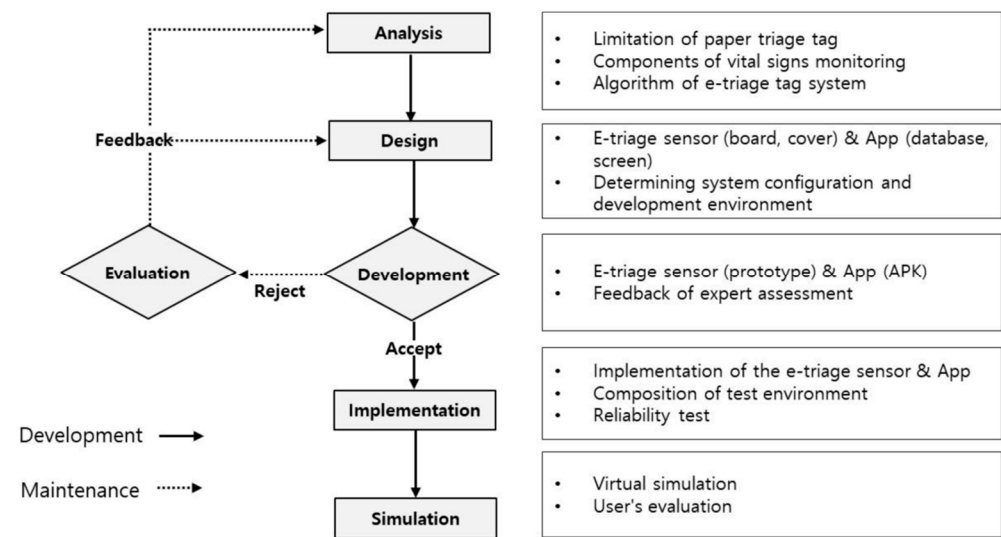 Analysis
• Limitation of paper triage tag
• Components of vital signs monitoring
• Algorithm of e-triage tag system
Feedback
Design
• E-triage sensor (board, cover) & App (database,
screen)
• Determining system configuration and
development environment
Evaluation
Reject
Development
• E-triage sensor (prototype) & App (APK)
• Feedback of expert assessment
Accept
Implementation
• Implementation of the e-triage sensor & App
• Composition of test environment
• Reliability test
Development
Maintenance
Simulation
• Virtual simulation
• User's evaluation